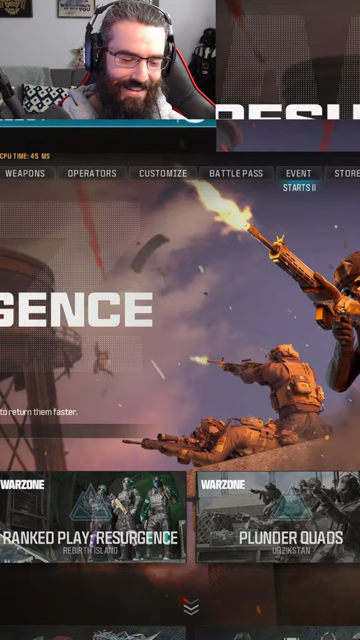 CPU TIME: 45 MS
WEAPONS OPERATORS CUSTOMIZE BATTLE PASS EVENT STORE
STARTS
GENCE
to return them faster.
WARZONE
RANKED PLAY: RESURGENCE
REBIRTH ISLAND
WARZONE
PLUNDER QUADS
URZIKSTAN